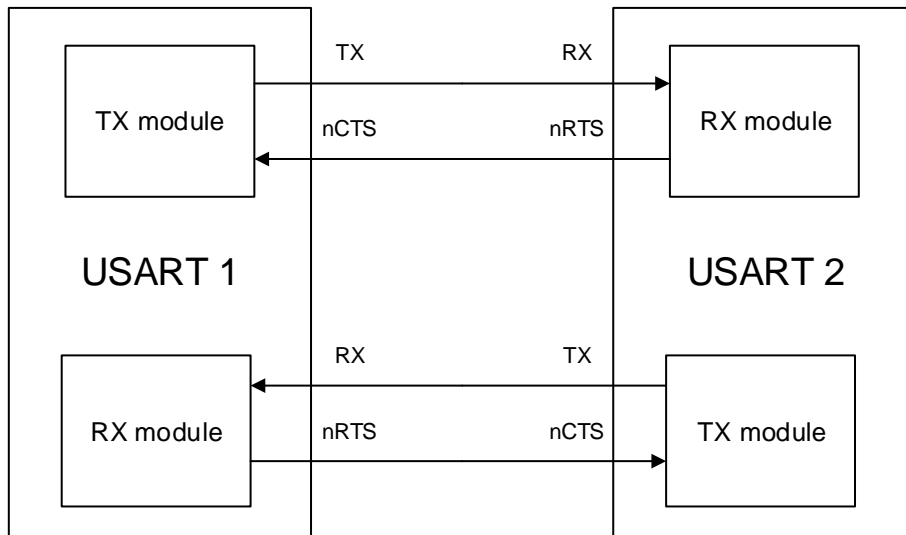 TX RX
TX module nCTS nRTS RX module
USART 1 USART 2
RX TX
RX module nRTS nCTS TX module